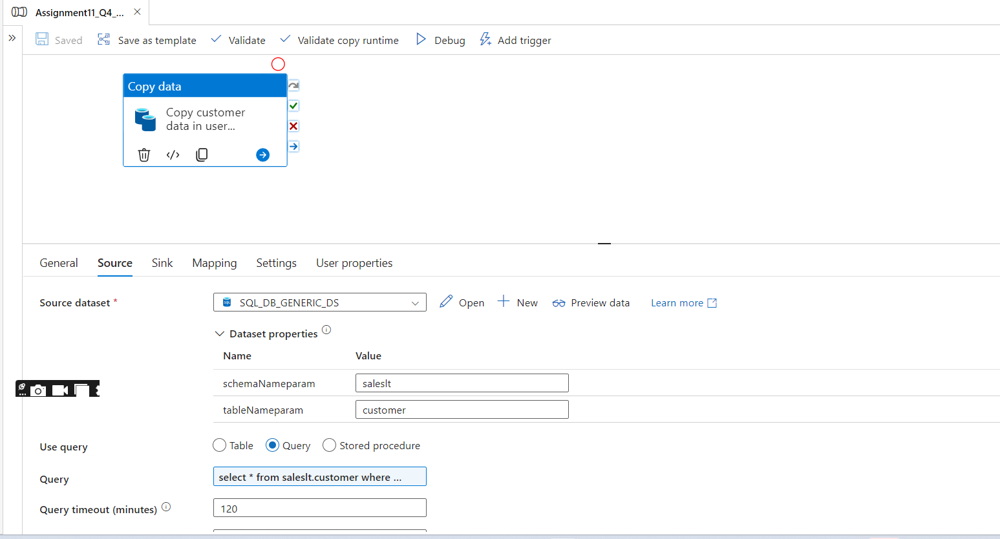 Assignment11_Q4_...
Saved
Save as template
Validate
Validate copy runtime
Debug
Add trigger
Copy data
Copy customer
data in user...
General
Source
Sink
Mapping
Settings
User properties
Source dataset *
SQL_DB_GENERIC_DS
Open
New
Preview data
Learn more
Dataset properties
Name
Value
schemaNameparam
saleslt
tableNameparam
customer
Use query
Table
Query
Stored procedure
Query
select * from saleslt.customer where ...
Query timeout (minutes)
120